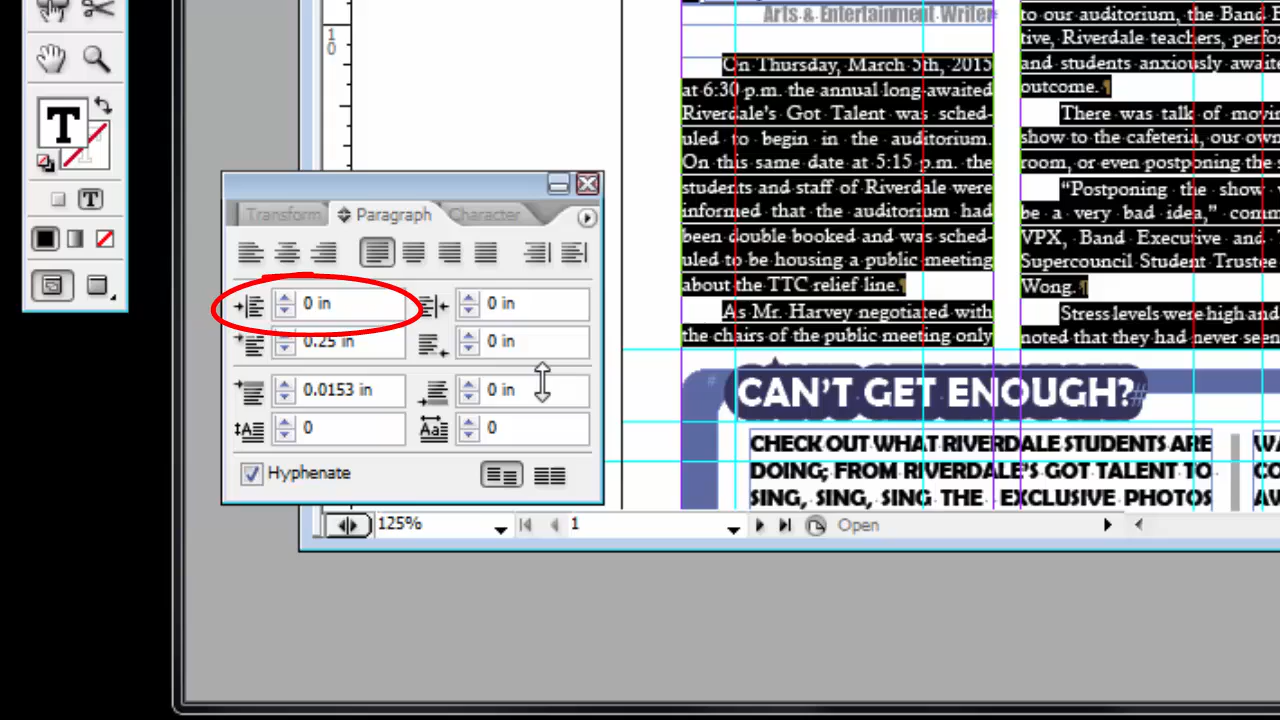 Arts & Entertainment Writer
On Thursday, March 5th, 2015
at 6:30 p.m. the annual long-awaited
Riverdale's Got Talent was sched-
uled to begin in the auditorium.
On this same date at 5:15 p.m. the
students and staff of Riverdale were
informed that the auditorium had
been double booked and was sched-
uled to be housing a public meeting
about the TTC relief line.
As Mr. Harvey negotiated with
the chairs of the public meeting only
to our auditorium, the Band E
tive, Riverdale teachers, perfo
and students anxiously awaite
outcome.
There was talk of movin
show to the cafeteria, our own
room, or even postponing the s
“Postponing the show w
be a very bad idea,” comm
VPX, Band Executive and T
Supercouncil Student Trustee
Wong.
Stress levels were high and
noted that they had never seen
10
T
T
Transform
Paragraph
Character
0 in
0 in
0.25 in
0 in
0.0153 in
0 in
0
0
Hyphenate
CAN'T GET ENOUGH?
CHECK OUT WHAT RIVERDALE STUDENTS ARE
DOING; FROM RIVERDALE'S GOT TALENT TO
SING, SING, SING THE EXCLUSIVE PHOTOS
125%
1
Open